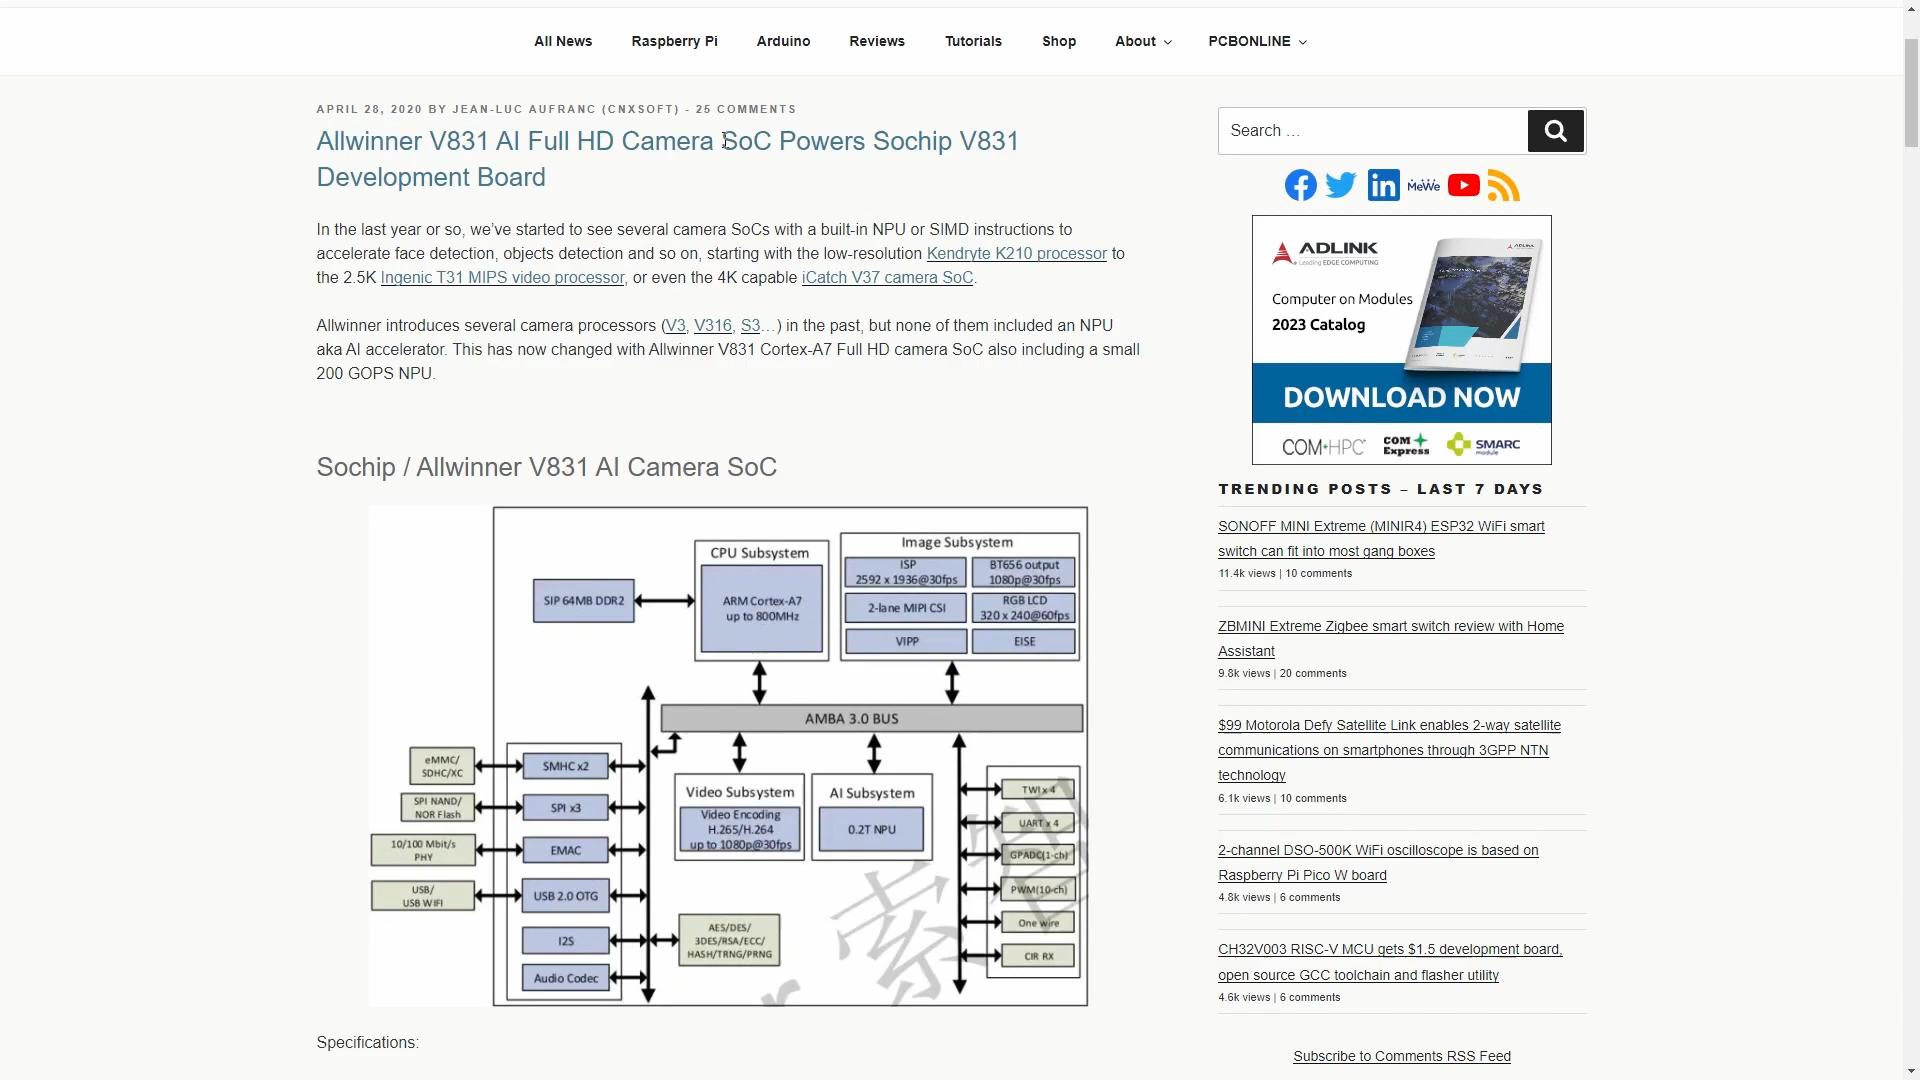 All News Raspberry Pi Arduino Reviews Tutorials Shop About PCBONLINE
APRIL 28, 2020 BY JEAN-LUC AUFRANC (CNXSOFT) - 25 COMMENTS
Allwinner V831 AI Full HD Camera SoC Powers Sochip V831
Development Board
In the last year or so, we’ve started to see several camera SoCs with a built-in NPU or SIMD instructions to
accelerate face detection, objects detection and so on, starting with the low-resolution Kendryte K210 processor to
the 2.5K Ingenic T31 MIPS video processor, or even the 4K capable iCatch V37 camera SoC.
Allwinner introduces several camera processors (V3, V316, S3…) in the past, but none of them included an NPU
aka AI accelerator. This has now changed with Allwinner V831 Cortex-A7 Full HD camera SoC also including a small
200 GOPS NPU.
Sochip / Allwinner V831 AI Camera SoC
CPU Subsystem
ARM Cortex-A7
up to 800MHz
SIP 64MB DDR2
Image Subsystem
ISP
2592 x 1936@30fps
BT656 output
1080p@30fps
2-lane MIPI CSI
RGB LCD
320 x 240@60fps
VIPP
EISE
AMBA 3.0 BUS
eMMC/
SDHC/XC
SMHC x2
SPI NAND/
NOR Flash
SPI x3
10/100 Mbit/s
PHY
EMAC
USB/
USB WIFI
USB 2.0 OTG
I2S
Audio Codec
Video Subsystem
Video Encoding
H.265/H.264
up to 1080p@30fps
AI Subsystem
0.2T NPU
AES/DES/
3DES/RSA/ECC/
HASH/TRNG/PRNG
TWI x 4
UART x 4
GPADC(1-ch)
PWM(10-ch)
One wire
CIR RX
索智
Specifications:
Search …
MeWe
ADLINK
Leading EDGE COMPUTING
Computer on Modules
2023 Catalog
DOWNLOAD NOW
COM HPC
COM
Express
SMARC
module
TRENDING POSTS – LAST 7 DAYS
SONOFF MINI Extreme (MINIR4) ESP32 WiFi smart
switch can fit into most gang boxes
11.4k views | 10 comments
ZBMINI Extreme Zigbee smart switch review with Home
Assistant
9.8k views | 20 comments
$99 Motorola Defy Satellite Link enables 2-way satellite
communications on smartphones through 3GPP NTN
technology
6.1k views | 10 comments
2-channel DSO-500K WiFi oscilloscope is based on
Raspberry Pi Pico W board
4.8k views | 6 comments
CH32V003 RISC-V MCU gets $1.5 development board,
open source GCC toolchain and flasher utility
4.6k views | 6 comments
Subscribe to Comments RSS Feed